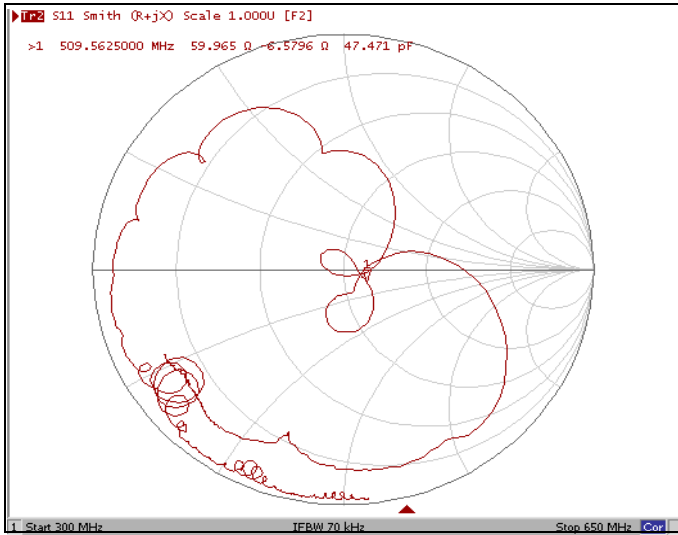 Tr2 S11 Smith (R+jX) Scale 1.000U [F2]
>1 509.5625000 MHz 59.965 Ω -6.5796 Ω 47.471 pF
1
1 Start 300 MHz IFBW 70 kHz Stop 650 MHz Cor